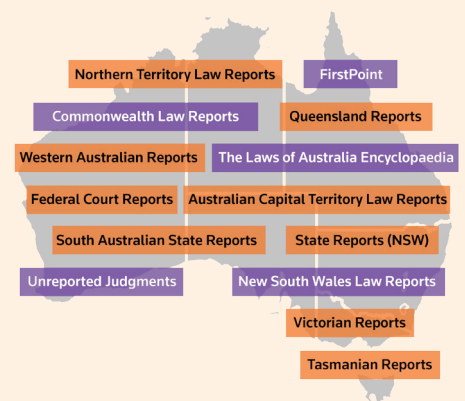 Northern Territory Law Reports
FirstPoint
Commonwealth Law Reports
Queensland Reports
Western Australian Reports
The Laws of Australia Encyclopaedia
Federal Court Reports
Australian Capital Territory Law Reports
South Australian State Reports
State Reports (NSW)
Unreported Judgments
New South Wales Law Reports
Victorian Reports
Tasmanian Reports